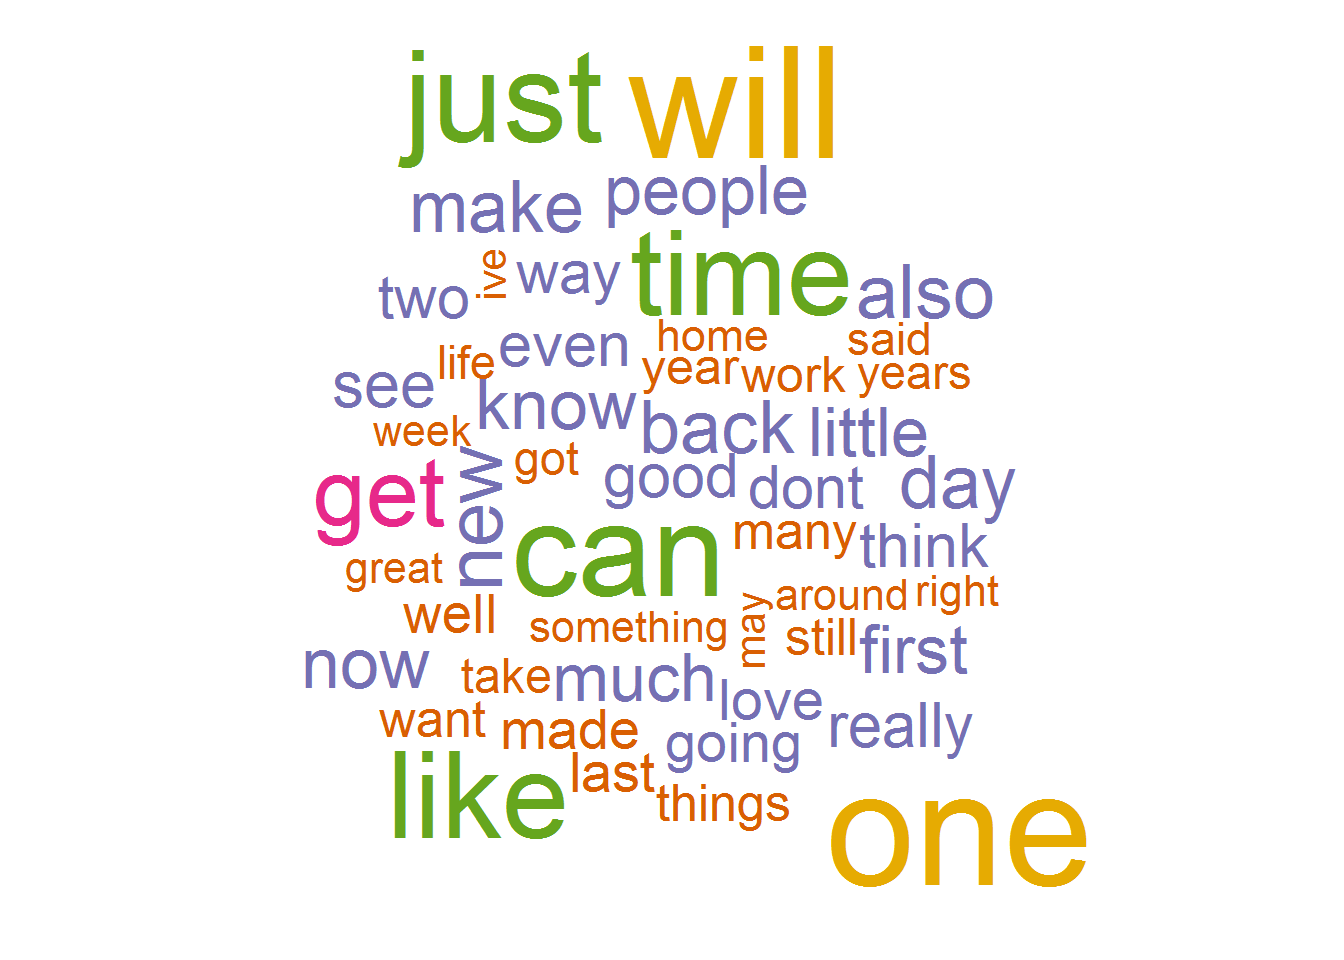 just will
make people
two ive way time also
life even home said
see year work years
know back little
week got
get new good dont day
can many think
great
well something may around right
still first
now take much love
want made going really
like last things
one